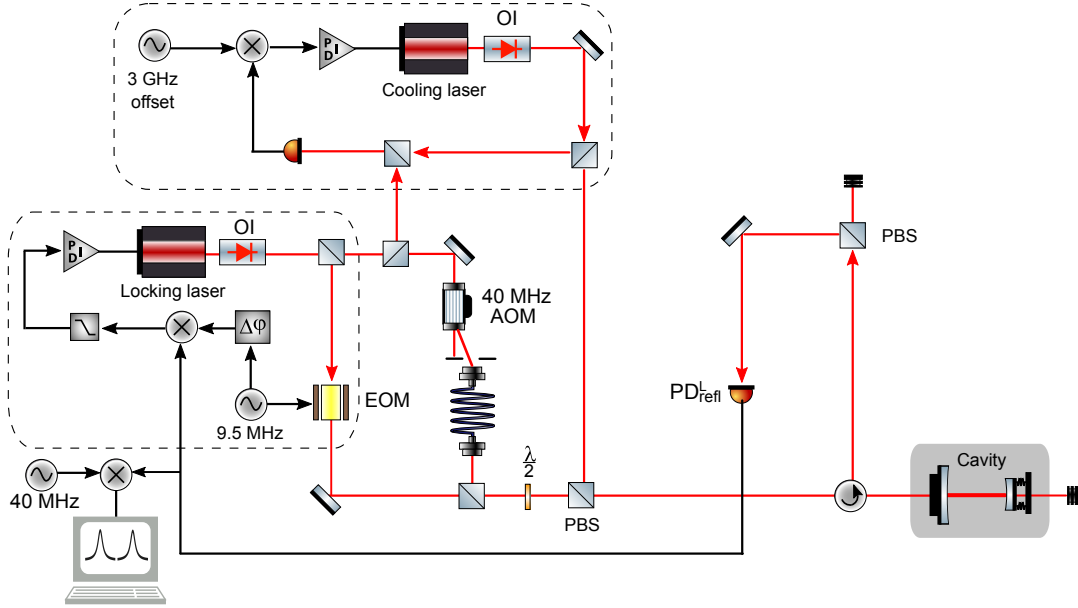 OI
P
I
D
3 GHz
offset
Cooling laser
OI
P
I
D
PBS
Locking laser
40 MHz
AOM
Δφ
PD^L_refl
EOM
9.5 MHz
λ/2
Cavity
40 MHz
PBS